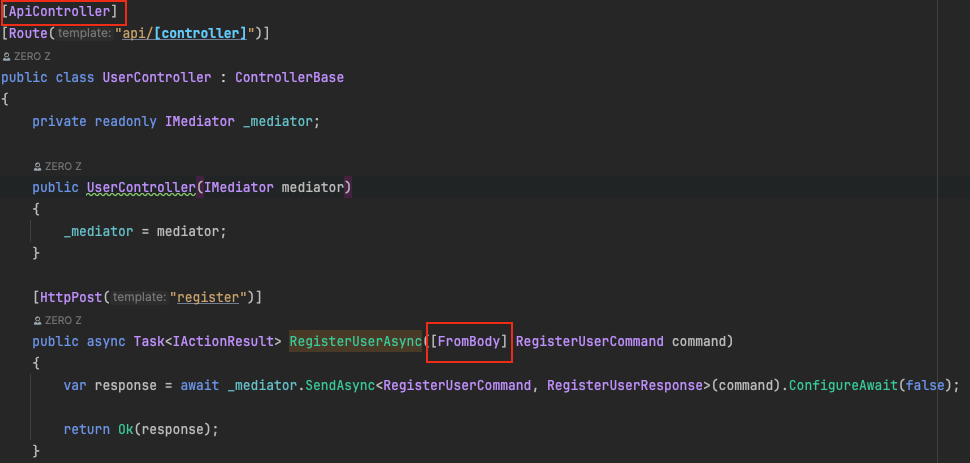 [ApiController]
[Route(template:"api/[controller]")]
ZERO Z
public class UserController : ControllerBase
{
private readonly IMediator _mediator;
ZERO Z
public UserController(IMediator mediator)
{
_mediator = mediator;
}
[HttpPost(template:"register")]
ZERO Z
public async Task<IActionResult> RegisterUserAsync([FromBody] RegisterUserCommand command)
{
var response = await _mediator.SendAsync<RegisterUserCommand, RegisterUserResponse>(command).ConfigureAwait(false);
return Ok(response);
}